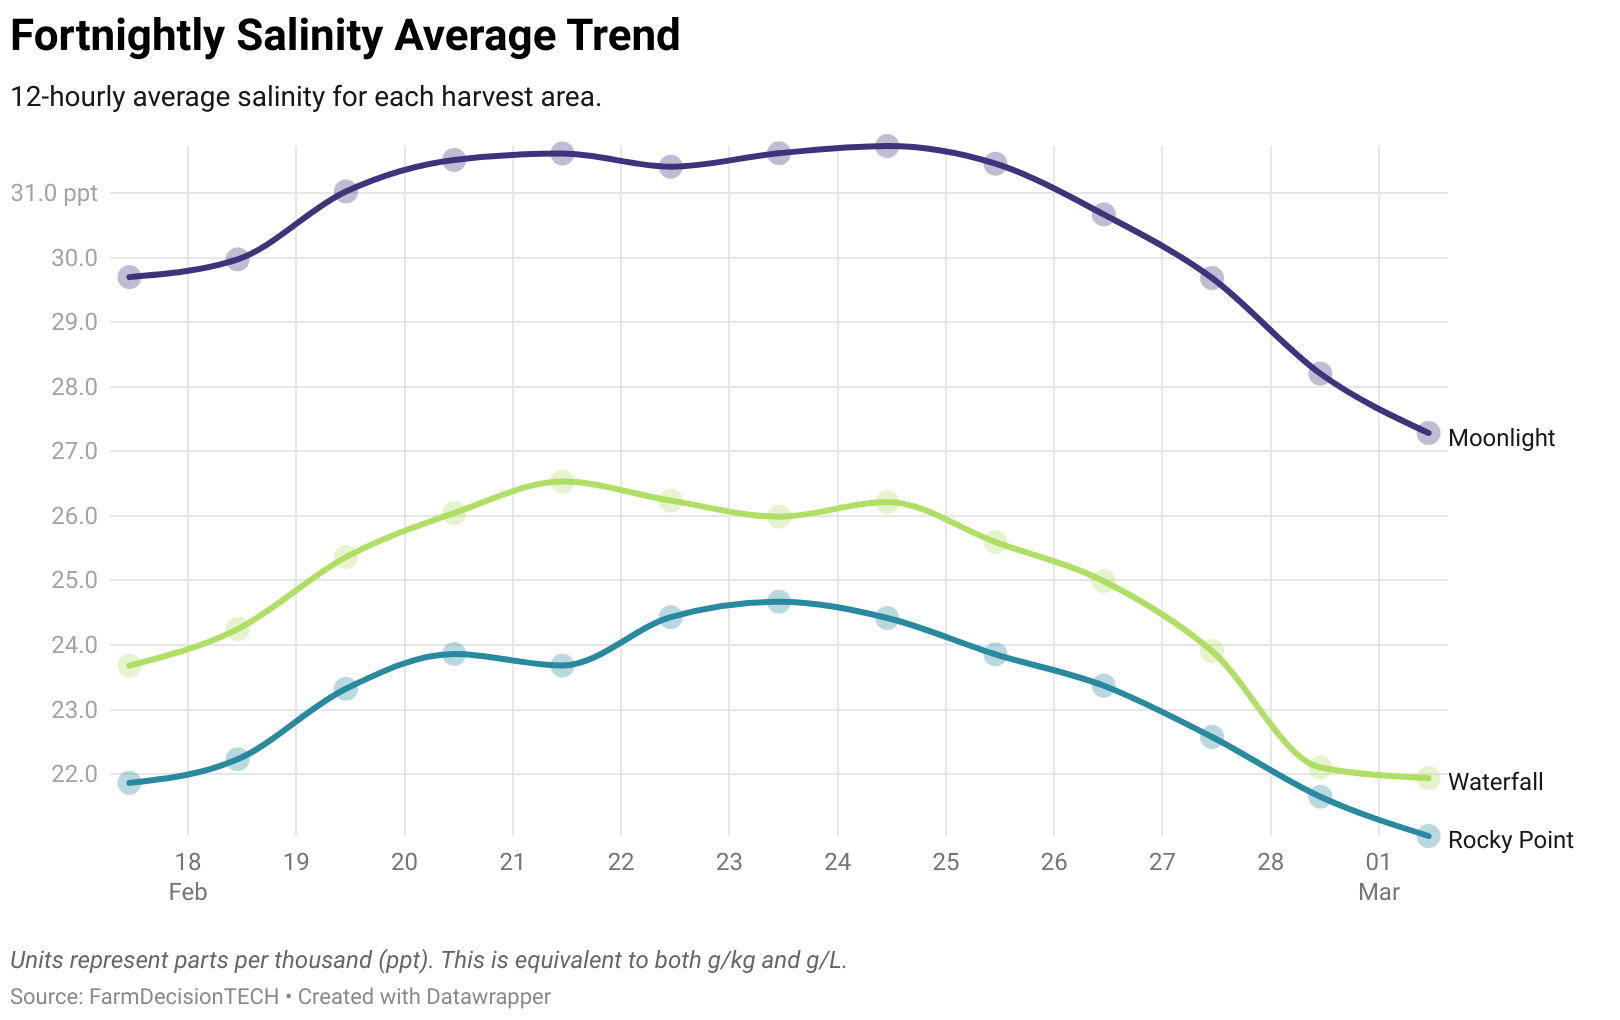 Fortnightly Salinity Average Trend
12-hourly average salinity for each harvest area.
31.0 ppt
30.0
29.0
28.0
27.0
26.0
25.0
24.0
23.0
22.0
Moonlight
Waterfall
Rocky Point
18 19 20 21 22 23 24 25 26 27 28 01
Feb Mar
Units represent parts per thousand (ppt). This is equivalent to both g/kg and g/L.
Source: FarmDecisionTECH • Created with Datawrapper